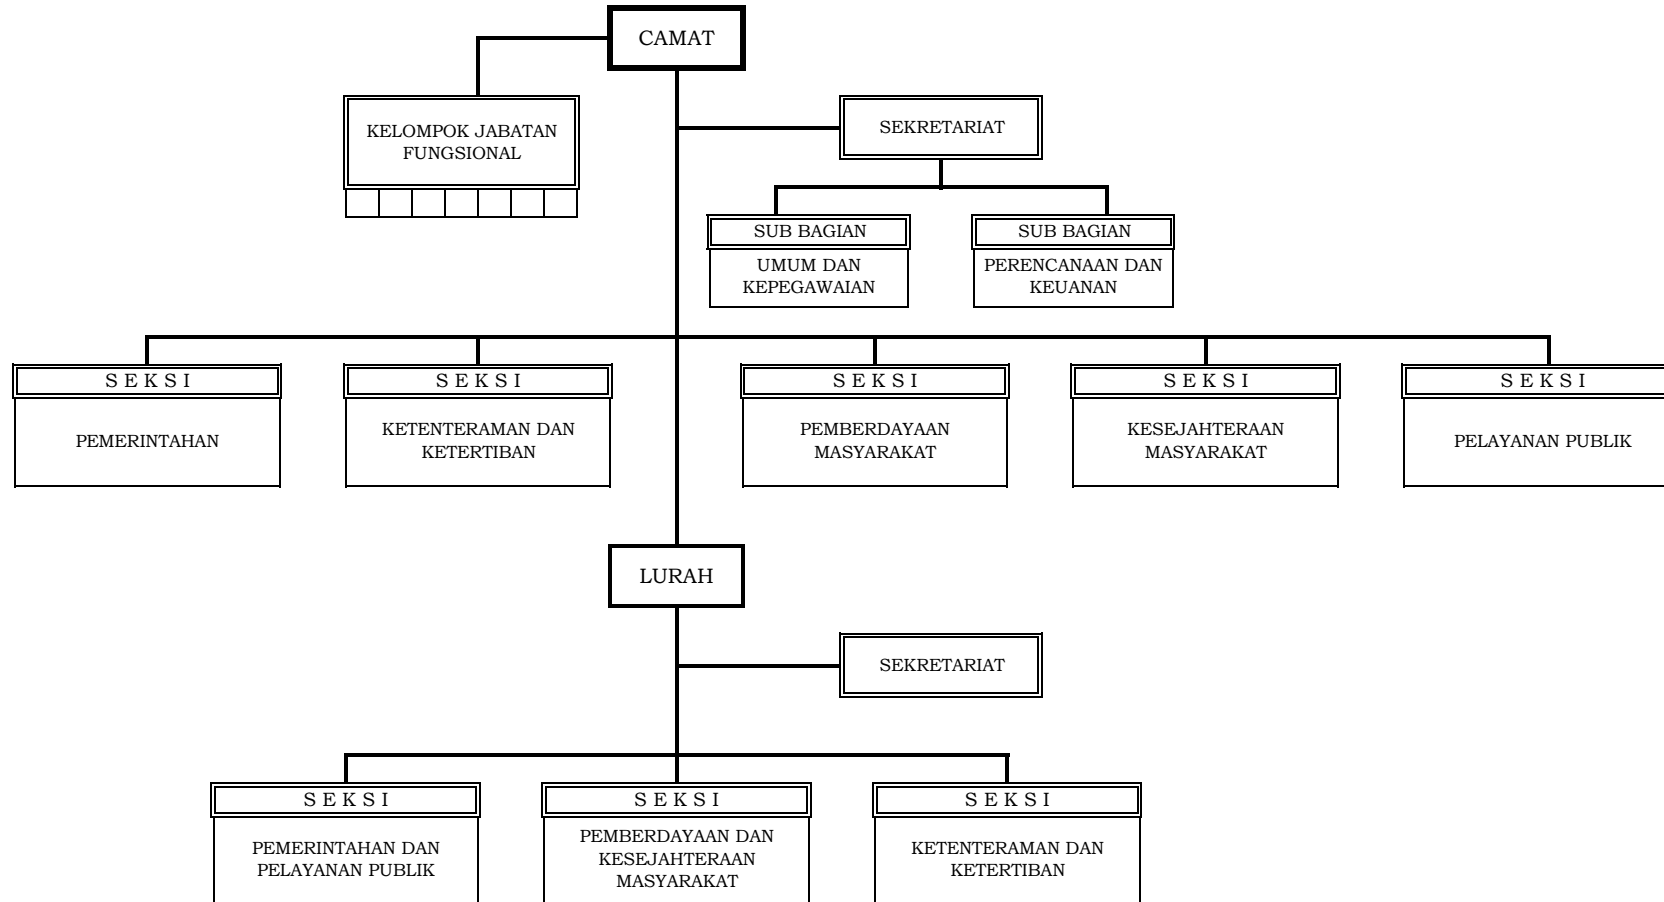 CAMAT
KELOMPOK JABATAN
FUNGSIONAL
SEKRETARIAT
SUB BAGIAN
UMUM DAN
KEPEGAWAIAN
SUB BAGIAN
PERENCANAAN DAN
KEUANAN
S E K S I
PEMERINTAHAN
S E K S I
KETENTERAMAN DAN
KETERTIBAN
S E K S I
PEMBERDAYAAN
MASYARAKAT
S E K S I
KESEJAHTERAAN
MASYARAKAT
S E K S I
PELAYANAN PUBLIK
LURAH
SEKRETARIAT
S E K S I
PEMERINTAHAN DAN
PELAYANAN PUBLIK
S E K S I
PEMBERDAYAAN DAN
KESEJAHTERAAN
MASYARAKAT
S E K S I
KETENTERAMAN DAN
KETERTIBAN